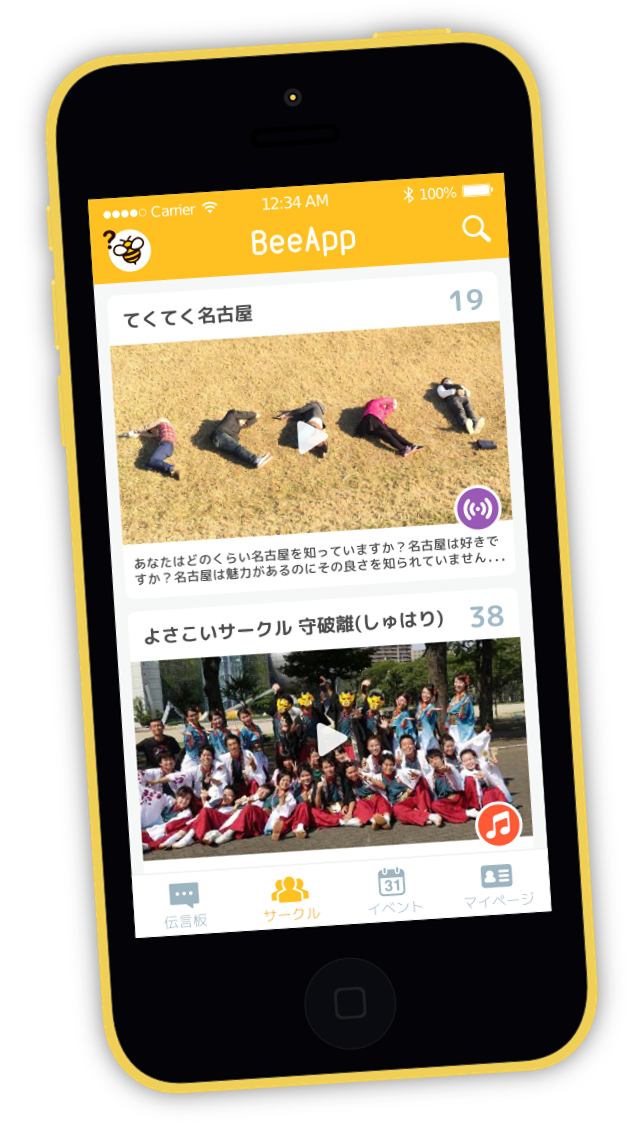 Carrier 12:34 AM 100%
?
BeeApp
てくてく名古屋 19
あなたはどのくらい名古屋を知っていますか？名古屋は好きで
すか？名古屋は魅力があるのにその良さを知られていません...
よさこいサークル 守破離(しゅはり) 38
31
伝言板 サークル イベント マイページ